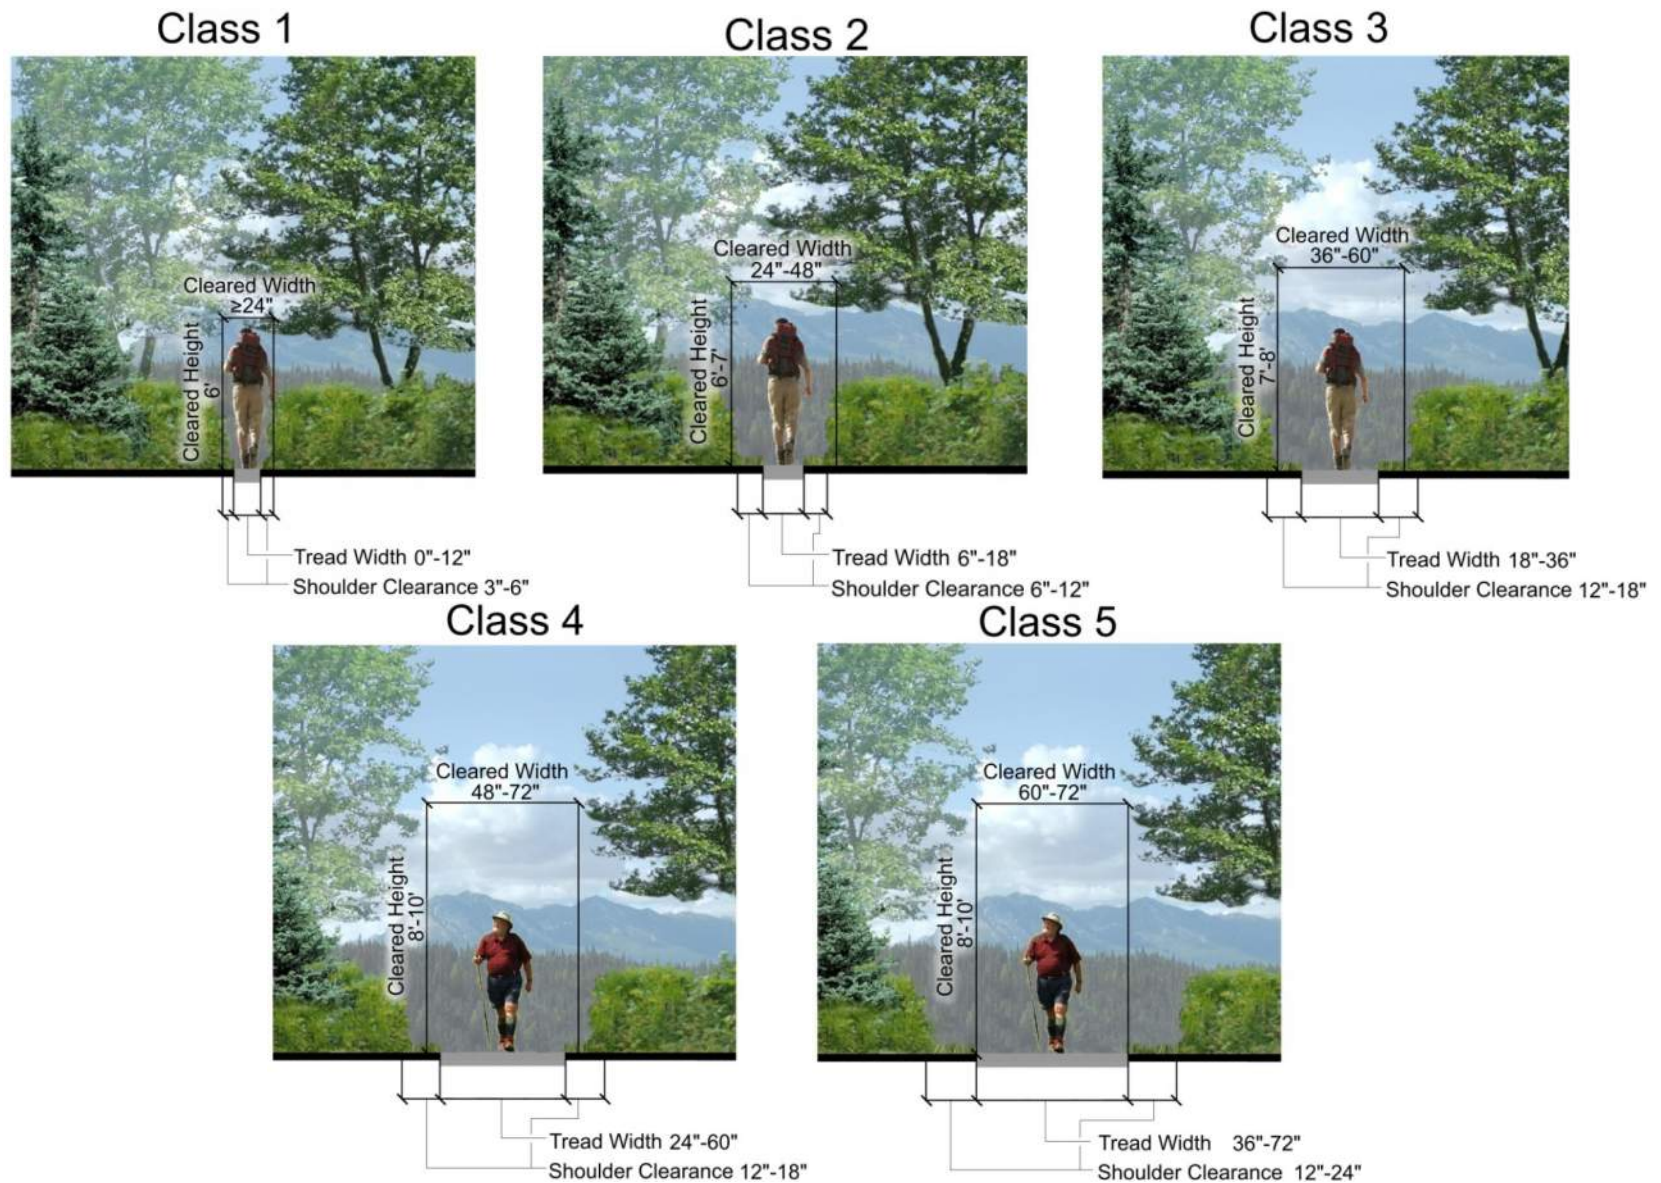 Class 1
Cleared Width
≥24"
Cleared Height
6'
Tread Width 0"-12"
Shoulder Clearance 3"-6"
Class 2
Cleared Width
24"-48"
Cleared Height
6'-7'
Tread Width 6"-18"
Shoulder Clearance 6"-12"
Class 3
Cleared Width
36"-60"
Cleared Height
7'-8'
Tread Width 18"-36"
Shoulder Clearance 12"-18"
Class 4
Cleared Width
48"-72"
Cleared Height
8'-10'
Tread Width 24"-60"
Shoulder Clearance 12"-18"
Class 5
Cleared Width
60"-72"
Cleared Height
8'-10'
Tread Width 36"-72"
Shoulder Clearance 12"-24"